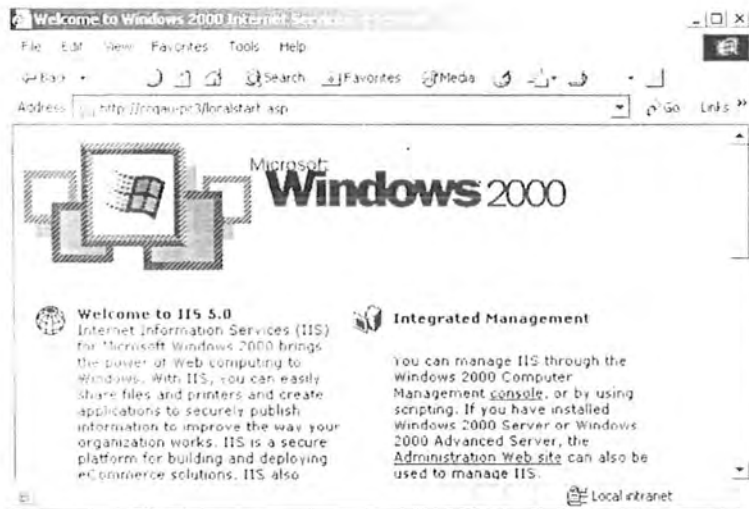 Welcome to Windows 2000 Internet Services
File Edit View Favorites Tools Help
Back Search Favorites Media
Address localstart.asp Go Links »
Microsoft
Windows 2000
Welcome to IIS 5.0
Internet Information Services (IIS)
for Microsoft Windows 2000 brings
the power of Web computing to
Windows. With IIS, you can easily
share files and printers and create
applications to securely publish
information to improve the way your
organization works. IIS is a secure
platform for building and deploying
eCommerce solutions. IIS also
Integrated Management
You can manage IIS through the
Windows 2000 Computer
Management console, or by using
scripting. If you have installed
Windows 2000 Server or Windows
2000 Advanced Server, the
Administration Web site can also be
used to manage IIS.
Local intranet